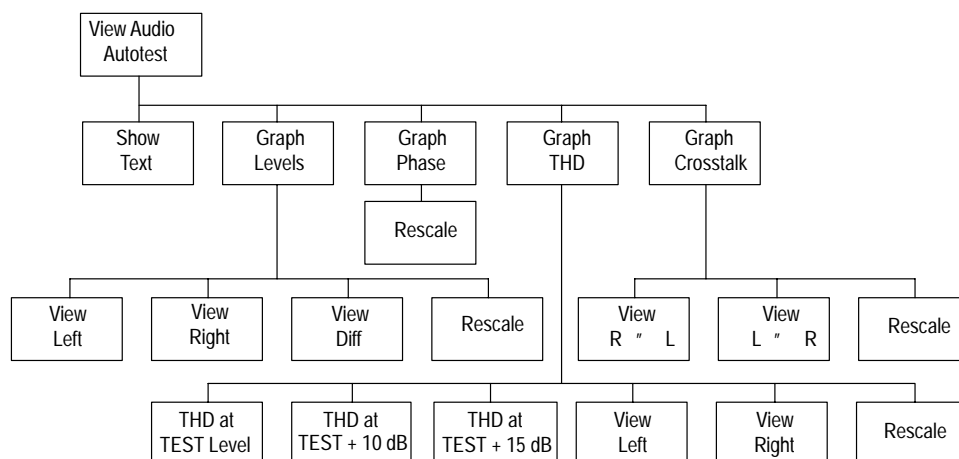 View Audio
Autotest
Show
Text
Graph
Levels
Graph
Phase
Graph
THD
Graph
Crosstalk
Rescale
View
Left
View
Right
View
Diff
Rescale
View
R " L
View
L " R
Rescale
THD at
TEST Level
THD at
TEST + 10 dB
THD at
TEST + 15 dB
View
Left
View
Right
Rescale